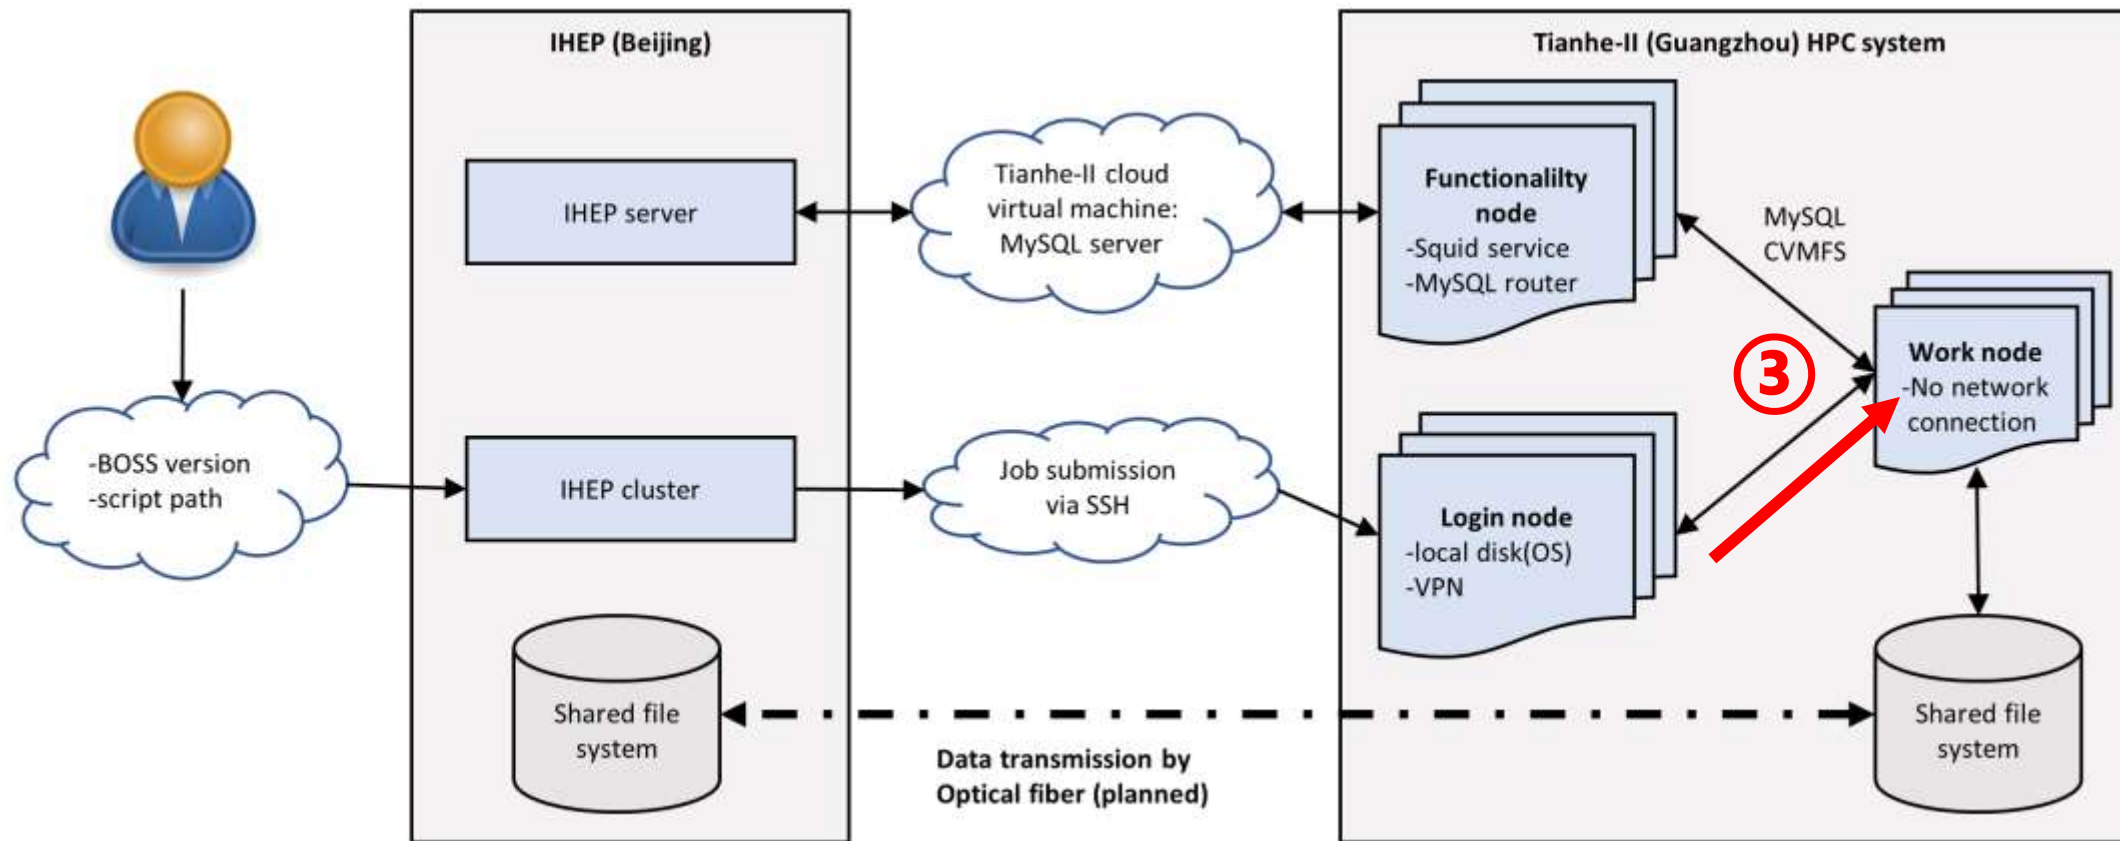 IHEP (Beijing)
Tianhe-II (Guangzhou) HPC system
IHEP server
Tianhe-II cloud
virtual machine:
MySQL server
Functionalilty
node
-Squid service
-MySQL router
MySQL
CVMFS
③
Work node
-No network
connection
-BOSS version
-script path
IHEP cluster
Job submission
via SSH
Login node
-local disk(OS)
-VPN
Shared file
system
Data transmission by
Optical fiber (planned)
Shared file
system